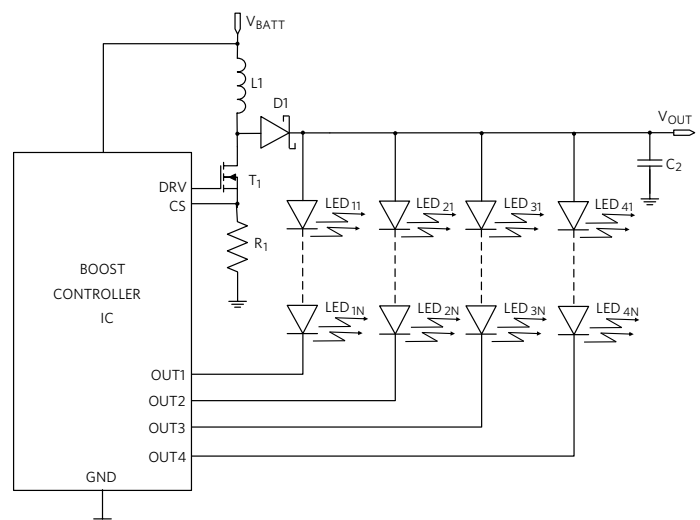 VBATT
L1
D1
VOUT
C2
DRV
T1
CS
R1
LED11
LED21
LED31
LED41
BOOST
CONTROLLER
IC
LED1N
LED2N
LED3N
LED4N
OUT1
OUT2
OUT3
OUT4
GND